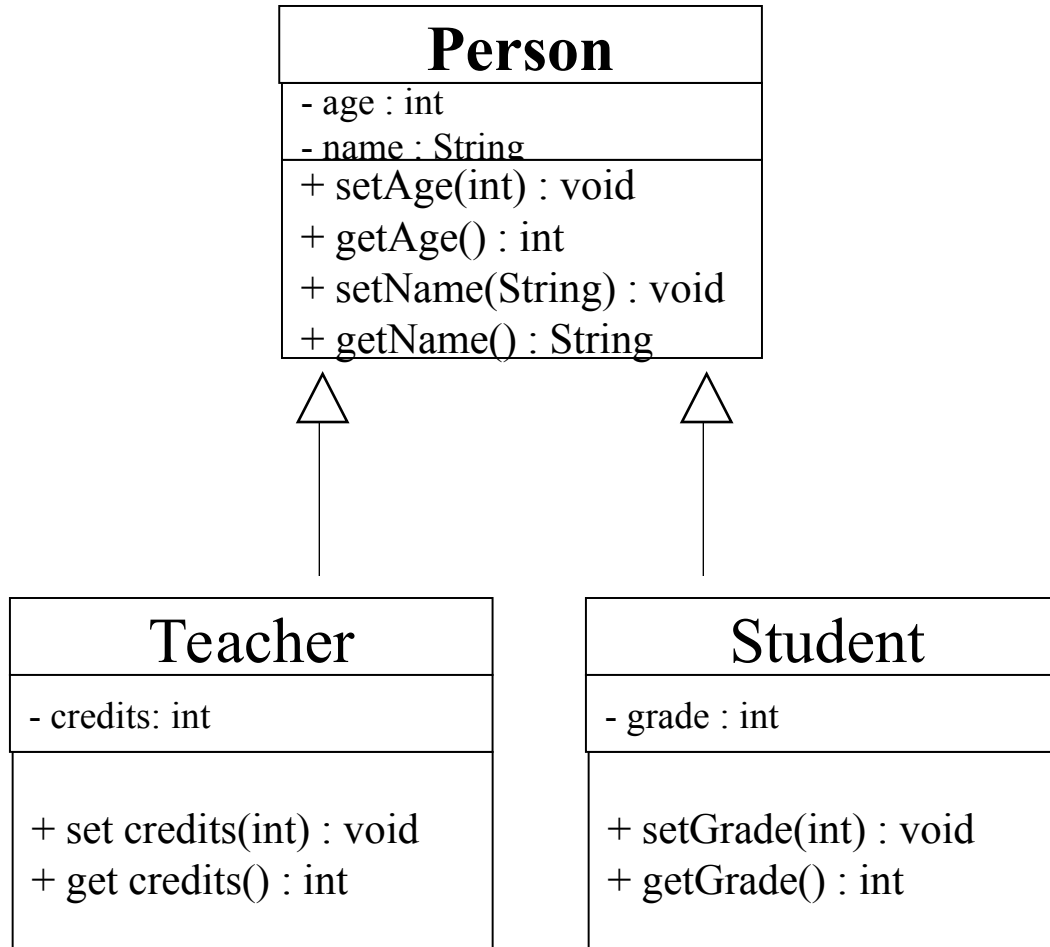 Person
- age : int
- name : String
+ setAge(int) : void
+ getAge() : int
+ setName(String) : void
+ getName() : String
Teacher
- credits: int
+ set credits(int) : void
+ get credits() : int
Student
- grade : int
+ setGrade(int) : void
+ getGrade() : int